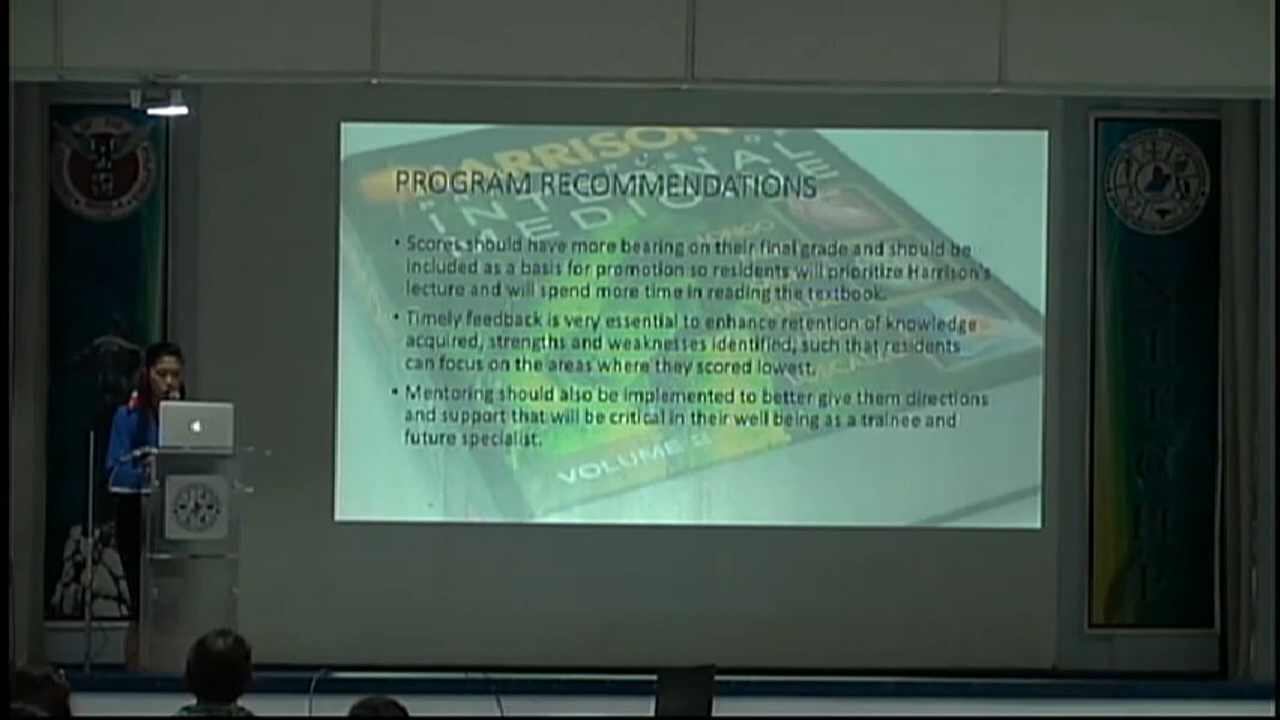 HARRISON
INTERNA LE
MEDI
PROGRAM RECOMMENDATIONS
• Scores should have more bearing on their final grade and should be
included as a basis for promotion so residents will prioritize Harrison's
lecture and will spend more time in reading the textbook.
• Timely feedback is very essential to enhance retention of knowledge
acquired, strengths and weaknesses identified, such that residents
can focus on the areas where they scored lowest.
• Mentoring should also be implemented to better give them directions
and support that will be critical in their well being as a trainee and
future specialist.
VOLUME